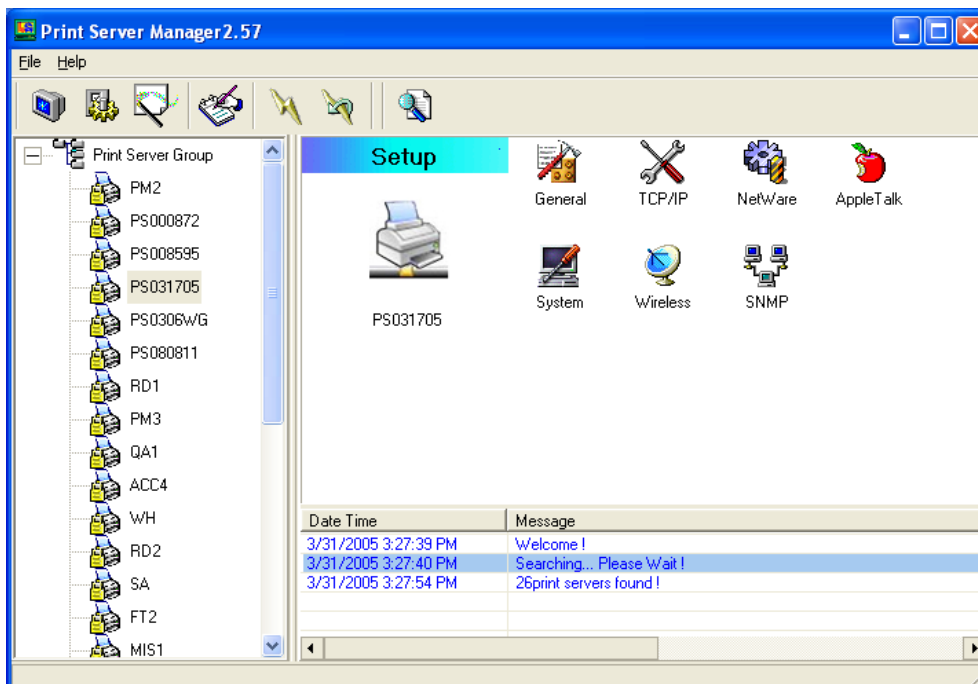 Print Server Manager2.57
File Help
Print Server Group
PM2
PS000872
PS008595
PS031705
PS0306WG
PS080811
RD1
PM3
QA1
ACC4
WH
RD2
SA
FT2
MIS1
Setup
PS031705
General TCP/IP NetWare AppleTalk
System Wireless SNMP
Date Time Message
3/31/2005 3:27:39 PM Welcome !
3/31/2005 3:27:40 PM Searching... Please Wait !
3/31/2005 3:27:54 PM 26print servers found !